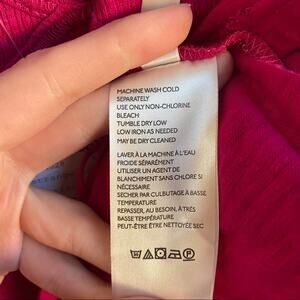 MACHINE WASH COLD
SEPARATELY
USE ONLY NON-CHLORINE
BLEACH
TUMBLE DRY LOW
LOW IRON AS NEEDED
MAY BE DRY CLEANED
LAVER À LA MACHINE À L'EAU
FROIDE SÉPARÉMENT
UTILISER UN AGENT DE
BLANCHIMENT SANS CHLORE SI
NÉCESSAIRE
SECHER PAR CULBUTAGE À BASSE
TEMPERATURE
REPASSER, AU BESOIN, À TRÈS
BASSE TEMPÉRATURE
PEUT-ÊTRE ÊTRE NETTOYÉE SEC